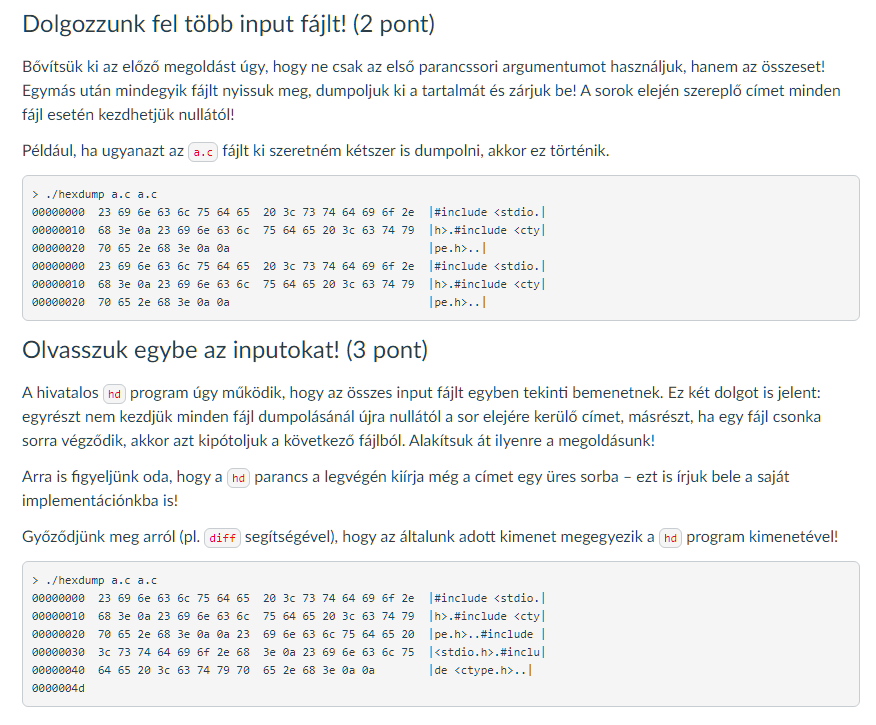 Dolgozzunk fel több input fájlt! (2 pont)
Bővítsük ki az előző megoldást úgy, hogy ne csak az első parancssori argumentumot használjuk, hanem az összeset!
Egymás után mindegyik fájlt nyissuk meg, dumpoljuk ki a tartalmát és zárjuk be! A sorok elején szereplő címet minden
fájl esetén kezdhetjük nullától!
Például, ha ugyanazt az a.c fájlt ki szeretném kétszer is dumpolni, akkor ez történik.
> ./hexdump a.c a.c
00000000  23 69 6e 63 6c 75 64 65  20 3c 73 74 64 69 6f 2e  |#include <stdio.|
00000010  68 3e 0a 23 69 6e 63 6c  75 64 65 20 3c 63 74 79  |h>.#include <cty|
00000020  70 65 2e 68 3e 0a 0a                              |pe.h>..|
00000000  23 69 6e 63 6c 75 64 65  20 3c 73 74 64 69 6f 2e  |#include <stdio.|
00000010  68 3e 0a 23 69 6e 63 6c  75 64 65 20 3c 63 74 79  |h>.#include <cty|
00000020  70 65 2e 68 3e 0a 0a                              |pe.h>..|
Olvasszuk egybe az inputokat! (3 pont)
A hivatalos hd program úgy működik, hogy az összes input fájlt egyben tekinti bemenetnek. Ez két dolgot is jelent:
egyrészt nem kezdjük minden fájl dumpolásánál újra nullától a sor elejére kerülő címet, másrészt, ha egy fájl csonka
sorra végződik, akkor azt kipótoljuk a következő fájlból. Alakítsuk át ilyenre a megoldásunk!
Arra is figyeljünk oda, hogy a hd parancs a legvégén kiírja még a címet egy üres sorba – ezt is írjuk bele a saját
implementációnkba is!
Győződjünk meg arról (pl. diff segítségével), hogy az általunk adott kimenet megegyezik a hd program kimenetével!
> ./hexdump a.c a.c
00000000  23 69 6e 63 6c 75 64 65  20 3c 73 74 64 69 6f 2e  |#include <stdio.|
00000010  68 3e 0a 23 69 6e 63 6c  75 64 65 20 3c 63 74 79  |h>.#include <cty|
00000020  70 65 2e 68 3e 0a 0a 23  69 6e 63 6c 75 64 65 20  |pe.h>..#include |
00000030  3c 73 74 64 69 6f 2e 68  3e 0a 23 69 6e 63 6c 75  |<stdio.h>.#inclu|
00000040  64 65 20 3c 63 74 79 70  65 2e 68 3e 0a 0a        |de <ctype.h>..|
0000004d